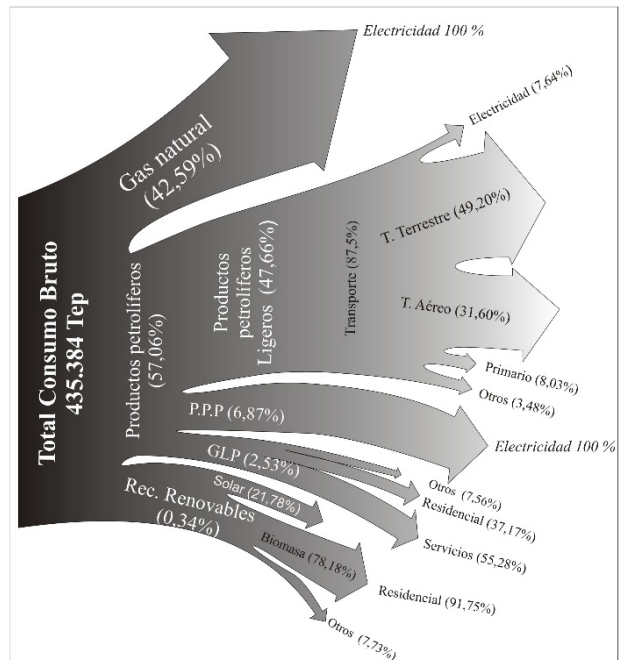 Electricidad 100 %
Electricidad (7,64%)
Gas natural
(42,59%)
T. Terrestre (49,20%)
Total Consumo Bruto
435.384 Tep
Productos petrolíferos
(57,06%)
Productos
petrolíferos
Ligeros (47,66%)
Transporte (87,5%)
T. Aéreo (31,60%)
Primario (8,03%)
Otros (3,48%)
P.P.P (6,87%)
Electricidad 100 %
GLP (2,53%)
Otros (7,56%)
Residencial (37,17%)
Servicios (55,28%)
Rec. Renovables
(0,34%)
Solar (21,78%)
Biomasa (78,18%)
Residencial (91,75%)
Otros (7,73%)